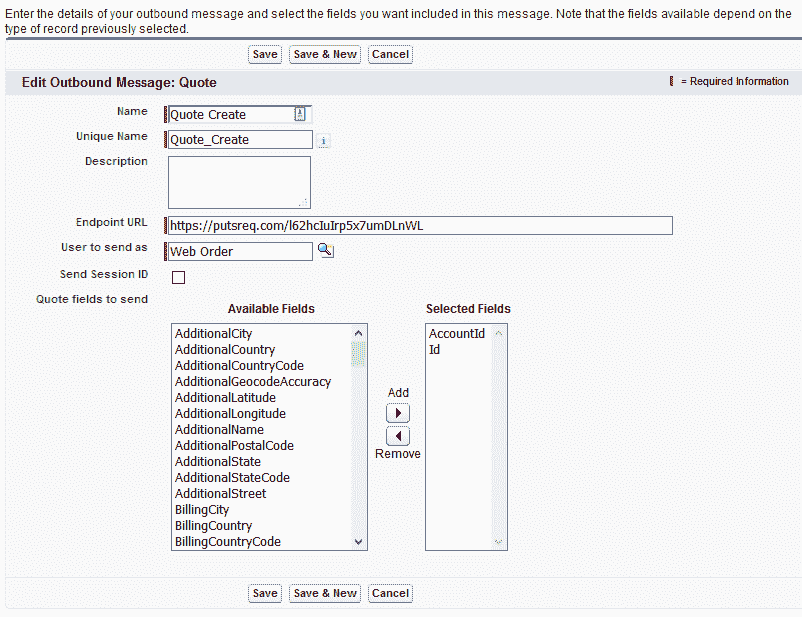 Enter the details of your outbound message and select the fields you want included in this message. Note that the fields available depend on the
type of record previously selected.
Save Save & New Cancel
Edit Outbound Message: Quote = Required Information
Name Quote Create
Unique Name Quote_Create i
Description
Endpoint URL https://putsreq.com/l62hcIuIrp5x7umDLnWL
User to send as Web Order
Send Session ID
Quote fields to send
Available Fields Selected Fields
AdditionalCity AccountId
AdditionalCountry Id
AdditionalCountryCode
AdditionalGeocodeAccuracy
AdditionalLatitude
AdditionalLongitude
AdditionalName
AdditionalPostalCode
AdditionalState
AdditionalStateCode
AdditionalStreet
BillingCity
BillingCountry
BillingCountryCode
Add
Remove
Save Save & New Cancel